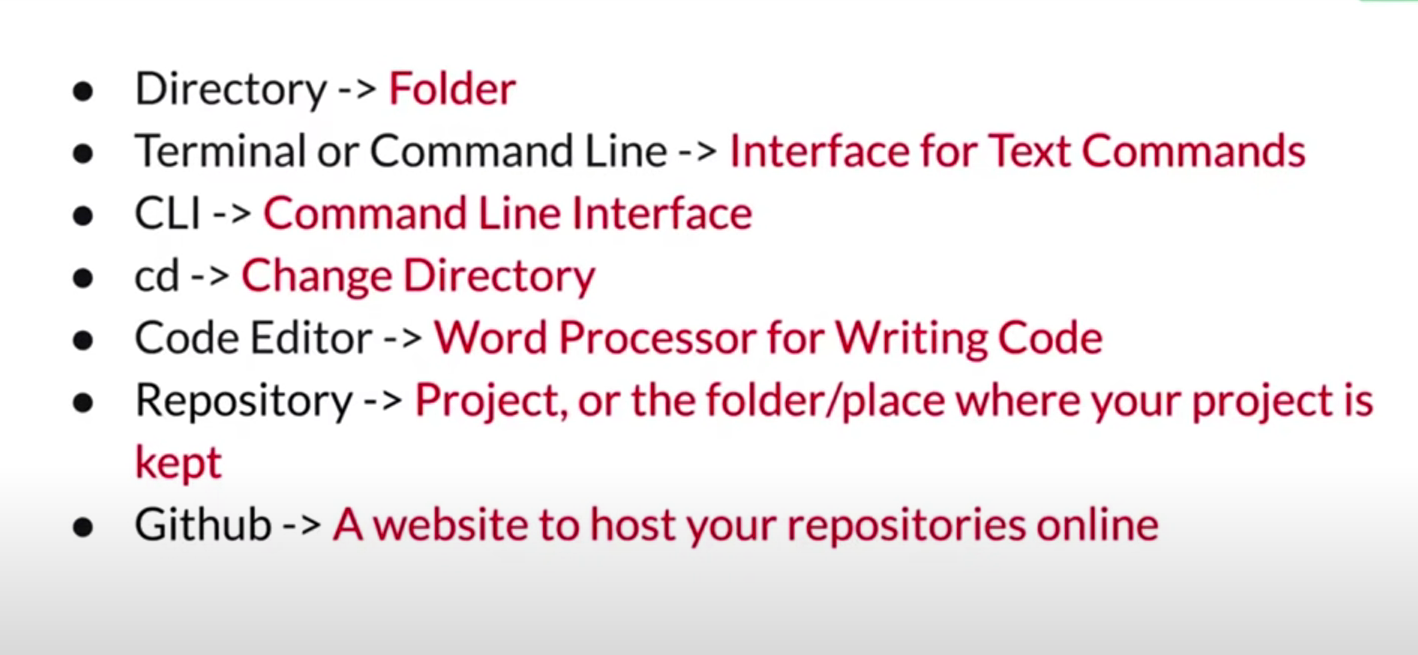 ● Directory -> Folder
● Terminal or Command Line -> Interface for Text Commands
● CLI -> Command Line Interface
● cd -> Change Directory
● Code Editor -> Word Processor for Writing Code
● Repository -> Project, or the folder/place where your project is
kept
● Github -> A website to host your repositories online